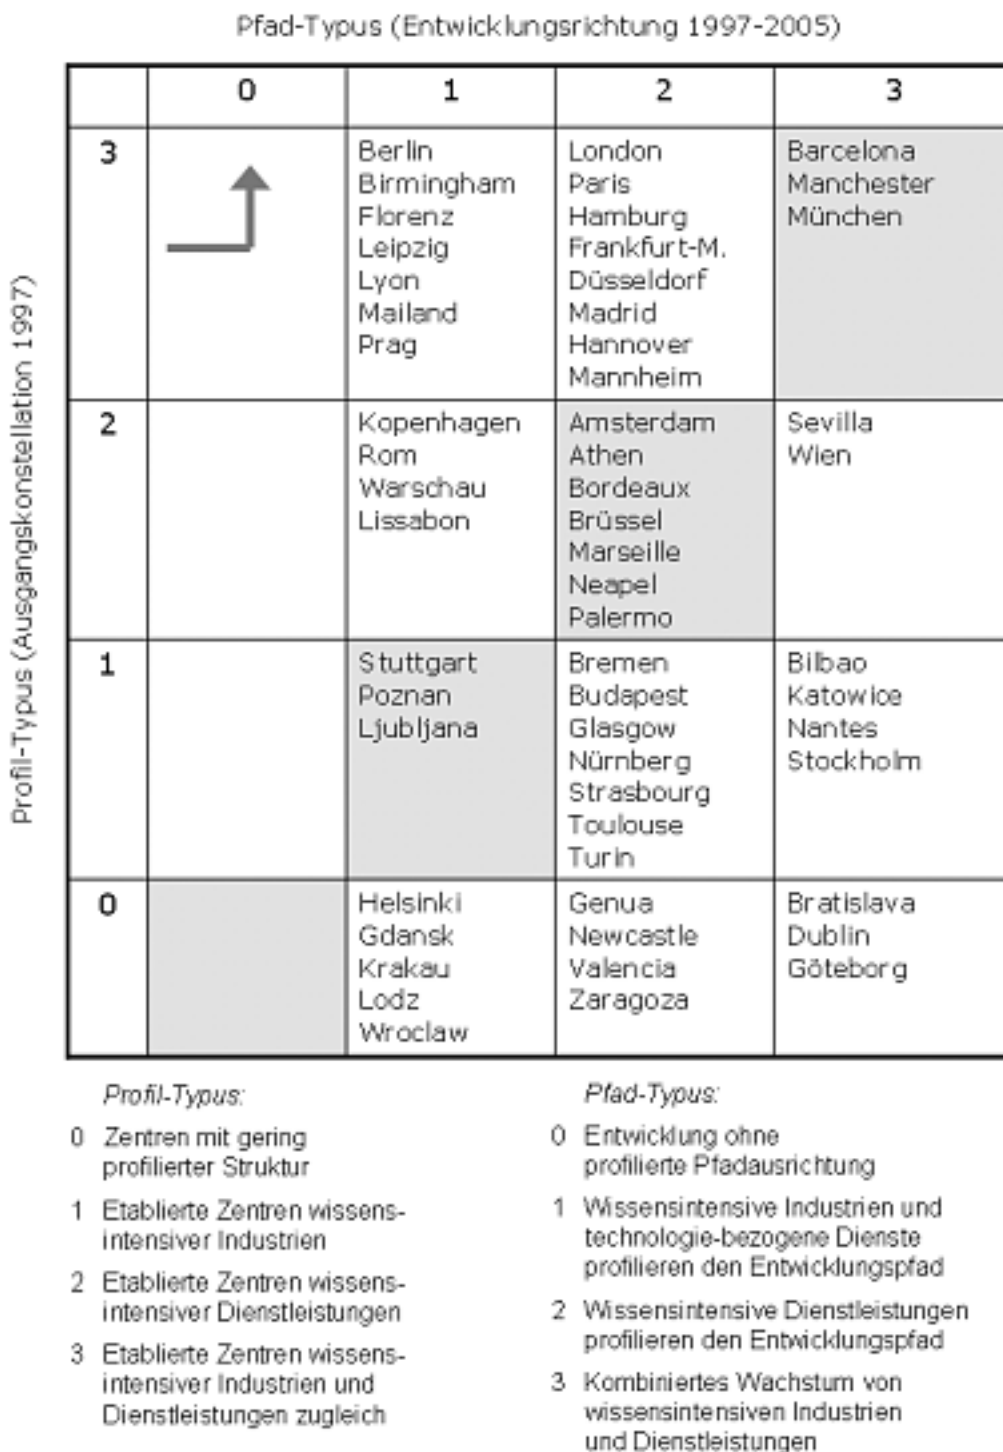 Pfad-Typus (Entwicklungsrichtung 1997-2005)
0 1 2 3
Profil-Typus (Ausgangskonstellation 1997)
3
Berlin
Birmingham
Florenz
Leipzig
Lyon
Mailand
Prag
London
Paris
Hamburg
Frankfurt-M.
Düsseldorf
Madrid
Hannover
Mannheim
Barcelona
Manchester
München
2
Kopenhagen
Rom
Warschau
Lissabon
Amsterdam
Athen
Bordeaux
Brüssel
Marseille
Neapel
Palermo
Sevilla
Wien
1
Stuttgart
Poznan
Ljubljana
Bremen
Budapest
Glasgow
Nürnberg
Strasbourg
Toulouse
Turin
Bilbao
Katowice
Nantes
Stockholm
0
Helsinki
Gdansk
Krakau
Lodz
Wroclaw
Genua
Newcastle
Valencia
Zaragoza
Bratislava
Dublin
Göteborg
Profil-Typus:
0 Zentren mit gering
profilierter Struktur
1 Etablierte Zentren wissens-
intensiver Industrien
2 Etablierte Zentren wissens-
intensiver Dienstleistungen
3 Etablierte Zentren wissens-
intensiver Industrien und
Dienstleistungen zugleich
Pfad-Typus:
0 Entwicklung ohne
profilierte Pfadausrichtung
1 Wissensintensive Industrien und
technologie-bezogene Dienste
profilieren den Entwicklungspfad
2 Wissensintensive Dienstleistungen
profilieren den Entwicklungspfad
3 Kombiniertes Wachstum von
wissensintensiven Industrien
und Dienstleistungen